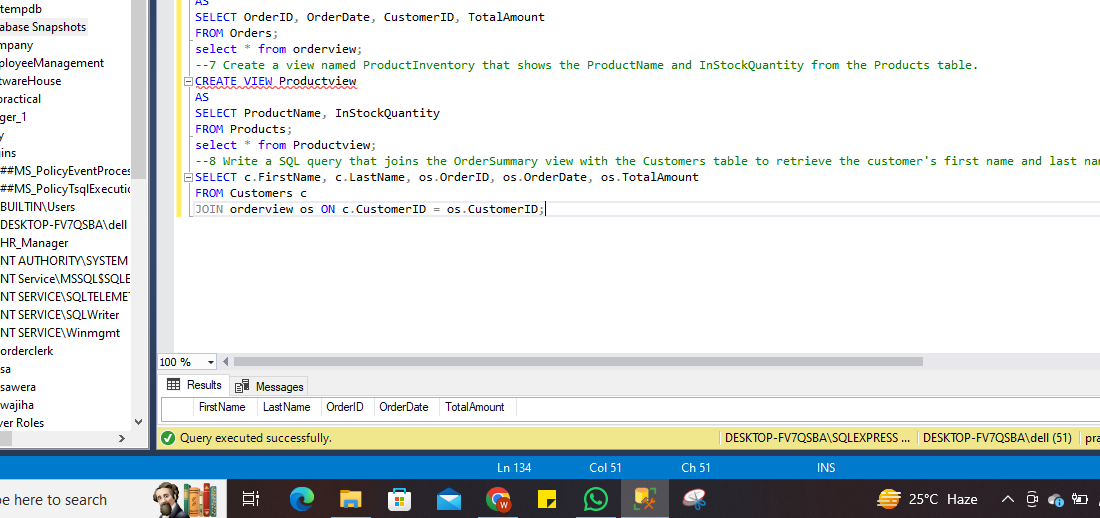 tempdb
abase Snapshots
mpany
ployeeManagement
twareHouse
practical
ger_1
y
ins
##MS_PolicyEventProces
##MS_PolicyTsqlExecutio
BUILTIN\Users
DESKTOP-FV7QSBA\dell
HR_Manager
NT AUTHORITY\SYSTEM
NT Service\MSSQL$SQLE
NT SERVICE\SQLTELEMET
NT SERVICE\SQLWriter
NT SERVICE\Winmgmt
orderclerk
sa
sawera
wajiha
ver Roles
AS
SELECT OrderID, OrderDate, CustomerID, TotalAmount
FROM Orders;
select * from orderview;
--7 Create a view named ProductInventory that shows the ProductName and InStockQuantity from the Products table.
CREATE VIEW Productview
AS
SELECT ProductName, InStockQuantity
FROM Products;
select * from Productview;
--8 Write a SQL query that joins the OrderSummary view with the Customers table to retrieve the customer's first name and last nam
SELECT c.FirstName, c.LastName, os.OrderID, os.OrderDate, os.TotalAmount
FROM Customers c
JOIN orderview os ON c.CustomerID = os.CustomerID;
100 %
Results Messages
FirstName LastName OrderID OrderDate TotalAmount
Query executed successfully. DESKTOP-FV7QSBA\SQLEXPRESS ... DESKTOP-FV7QSBA\dell (51) pra
Ln 134 Col 51 Ch 51 INS
pe here to search W 25°C Haze